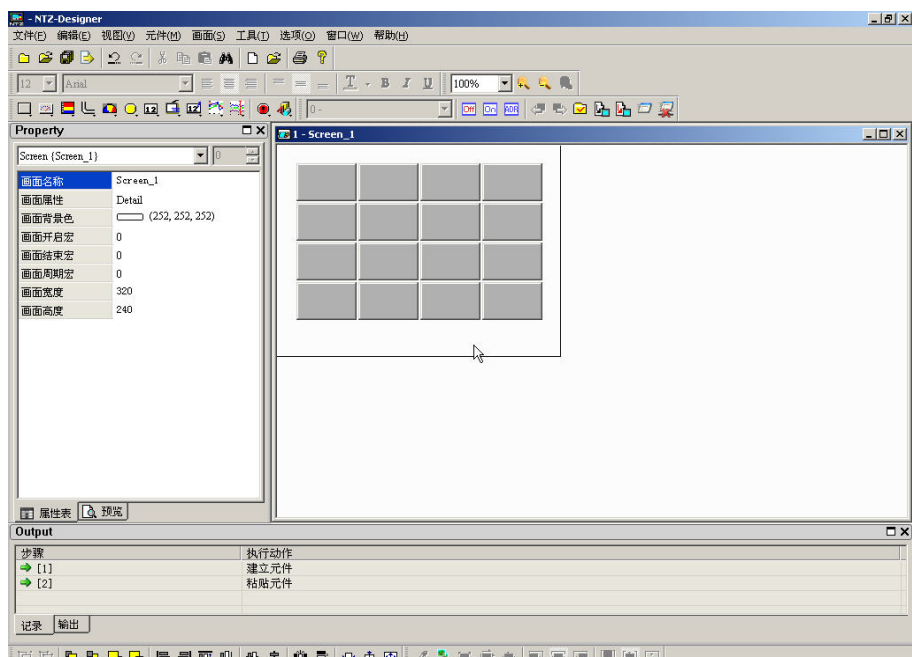 - NTZ-Designer
文件(F) 编辑(E) 视图(V) 元件(M) 画面(S) 工具(T) 选项(O) 窗口(W) 帮助(H)
12 Arial 100%
0 - Off On ADR
Property
1 - Screen_1
Screen {Screen_1} 0
画面名称 Screen_1
画面属性 Detail
画面背景色 (252, 252, 252)
画面开启宏 0
画面结束宏 0
画面周期宏 0
画面宽度 320
画面高度 240
属性表 预览
Output
步骤 执行动作
[1] 建立元件
[2] 粘贴元件
记录 输出